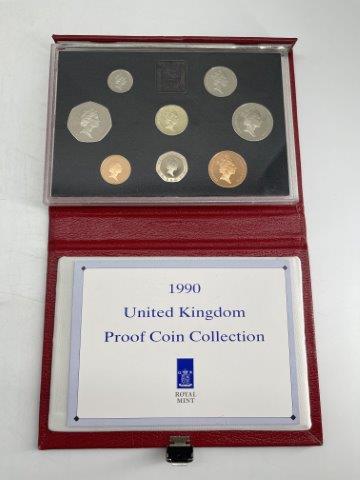 1990
United Kingdom
Proof Coin Collection
ROYAL
MINT